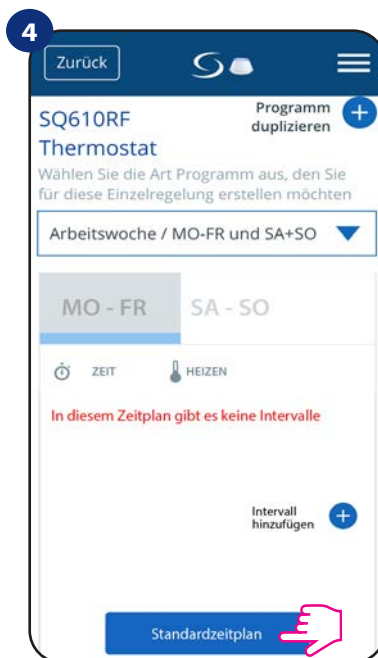 4
Zurück
SQ610RF
Thermostat
Programm
duplizieren
Wählen Sie die Art Programm aus, den Sie
für diese Einzelregelung erstellen möchten
Arbeitswoche / MO-FR und SA+SO
MO - FR SA - SO
ZEIT HEIZEN
In diesem Zeitplan gibt es keine Intervalle
Intervall
hinzufügen
Standardzeitplan